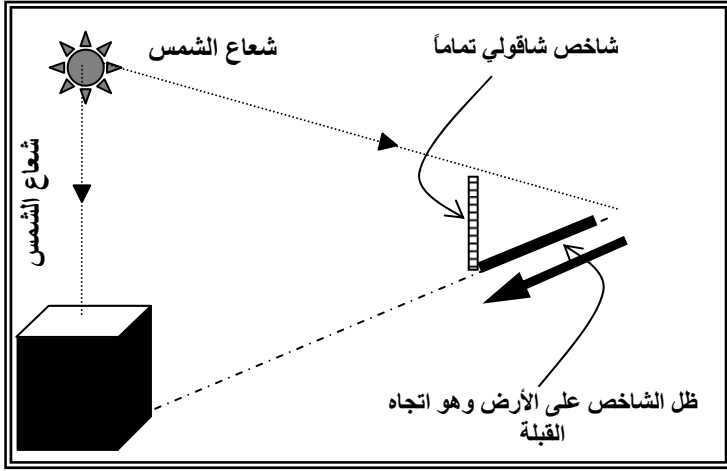 شاخص شاقولي تماماً
شعاع الشمس
شعاع الشمس
ظل الشاخص على الأرض وهو اتجاه
القبلة